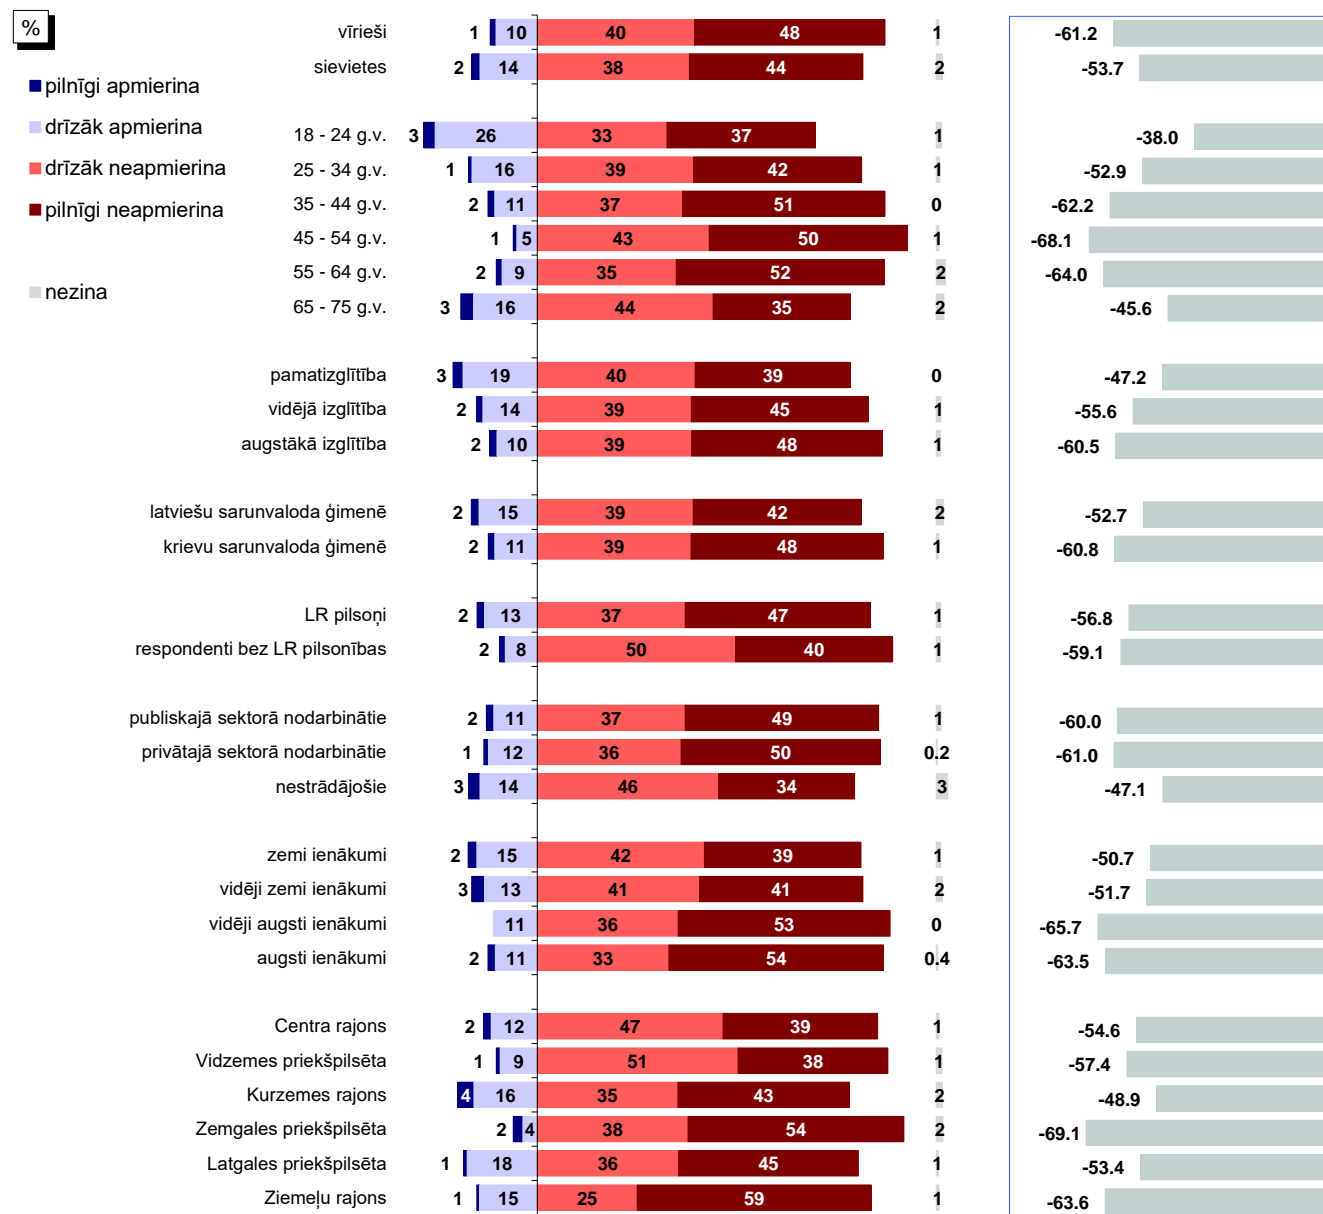 %
pilnīgi apmierina
drīzāk apmierina
drīzāk neapmierina
pilnīgi neapmierina
nezina
vīrieši 1 10 40 48 1 -61.2
sievietes 2 14 38 44 2 -53.7
18 - 24 g.v. 3 26 33 37 1 -38.0
25 - 34 g.v. 1 16 39 42 1 -52.9
35 - 44 g.v. 2 11 37 51 0 -62.2
45 - 54 g.v. 1 5 43 50 1 -68.1
55 - 64 g.v. 2 9 35 52 2 -64.0
65 - 75 g.v. 3 16 44 35 2 -45.6
pamatizglītība 3 19 40 39 0 -47.2
vidējā izglītība 2 14 39 45 1 -55.6
augstākā izglītība 2 10 39 48 1 -60.5
latviešu sarunvaloda ģimenē 2 15 39 42 2 -52.7
krievu sarunvaloda ģimenē 2 11 39 48 1 -60.8
LR pilsoņi 2 13 37 47 1 -56.8
respondenti bez LR pilsonības 2 8 50 40 1 -59.1
publiskajā sektorā nodarbinātie 2 11 37 49 1 -60.0
privātajā sektorā nodarbinātie 1 12 36 50 0.2 -61.0
nestrādājošie 3 14 46 34 3 -47.1
zemi ienākumi 2 15 42 39 1 -50.7
vidēji zemi ienākumi 3 13 41 41 2 -51.7
vidēji augsti ienākumi 11 36 53 0 -65.7
augsti ienākumi 2 11 33 54 0.4 -63.5
Centra rajons 2 12 47 39 1 -54.6
Vidzemes priekšpilsēta 1 9 51 38 1 -57.4
Kurzemes rajons 4 16 35 43 2 -48.9
Zemgales priekšpilsēta 2 4 38 54 2 -69.1
Latgales priekšpilsēta 1 18 36 45 1 -53.4
Ziemeļu rajons 1 15 25 59 1 -63.6